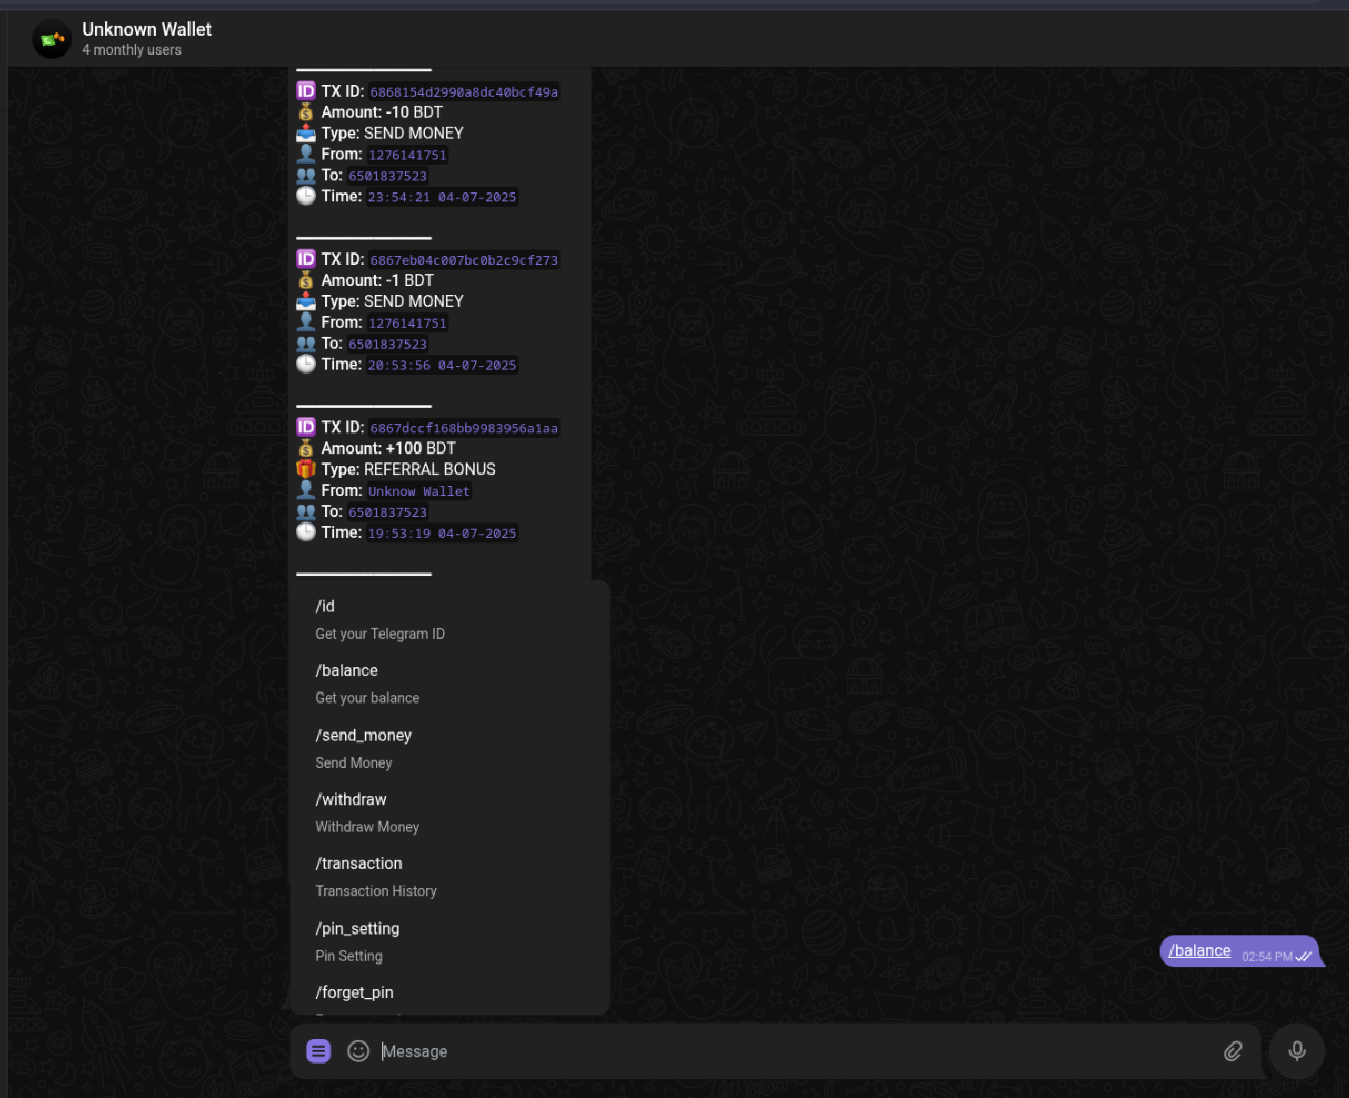 Unknown Wallet
4 monthly users
🆔 TX ID: 6868154d2990a8dc40bcf49a
💰 Amount: -10 BDT
📤 Type: SEND MONEY
👤 From: 1276141751
👥 To: 6501837523
🕒 Time: 23:54:21 04-07-2025
🆔 TX ID: 6867eb04c007bc0b2c9cf273
💰 Amount: -1 BDT
📤 Type: SEND MONEY
👤 From: 1276141751
👥 To: 6501837523
🕒 Time: 20:53:56 04-07-2025
🆔 TX ID: 6867dccf168bb9983956a1aa
💰 Amount: +100 BDT
🎁 Type: REFERRAL BONUS
👤 From: Unknow Wallet
👥 To: 6501837523
🕒 Time: 19:53:19 04-07-2025
/id
Get your Telegram ID
/balance
Get your balance
/send_money
Send Money
/withdraw
Withdraw Money
/transaction
Transaction History
/pin_setting
Pin Setting
/forget_pin
/balance 02:54 PM
Message